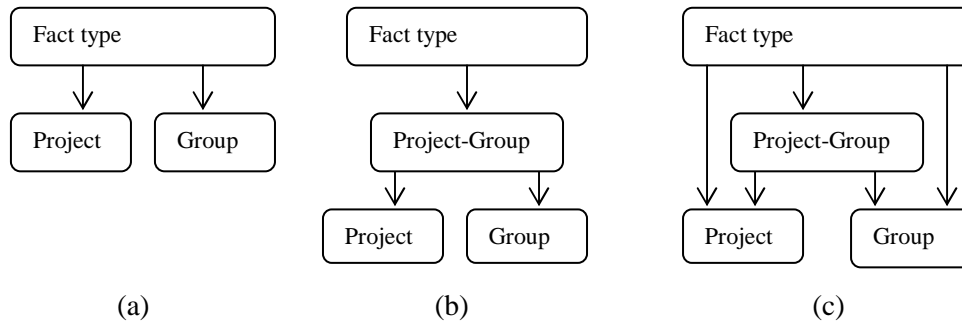 Fact type
Project Group
(a)
Fact type
Project-Group
Project Group
(b)
Fact type
Project-Group
Project Group
(c)